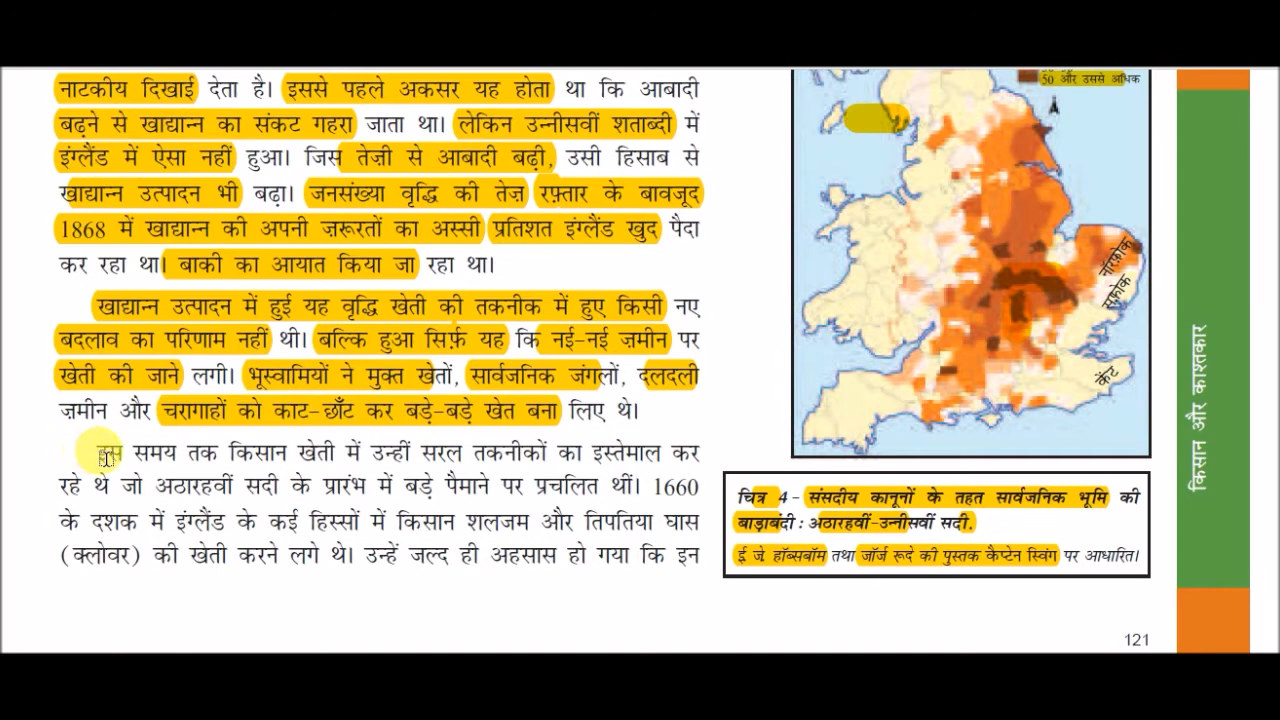 नाटकीय दिखाई देता है। इससे पहले अकसर यह होता था कि आबादी
बढ़ने से खाद्यान्न का संकट गहरा जाता था। लेकिन उन्नीसवीं शताब्दी में
इंग्लैंड में ऐसा नहीं हुआ। जिस तेज़ी से आबादी बढ़ी, उसी हिसाब से
खाद्यान्न उत्पादन भी बढ़ा। जनसंख्या वृद्धि की तेज़ रफ़्तार के बावजूद
1868 में खाद्यान्न की अपनी ज़रूरतों का अस्सी प्रतिशत इंग्लैंड खुद पैदा
कर रहा था। बाकी का आयात किया जा रहा था।
खाद्यान्न उत्पादन में हुई यह वृद्धि खेती की तकनीक में हुए किसी नए
बदलाव का परिणाम नहीं थी। बल्कि हुआ सिर्फ़ यह कि नई-नई ज़मीन पर
खेती की जाने लगी। भूस्वामियों ने मुक्त खेतों, सार्वजनिक जंगलों, दलदली
ज़मीन और चरागाहों को काट-छाँट कर बड़े-बड़े खेत बना लिए थे।
इस समय तक किसान खेती में उन्हीं सरल तकनीकों का इस्तेमाल कर
रहे थे जो अठारहवीं सदी के प्रारंभ में बड़े पैमाने पर प्रचलित थीं। 1660
के दशक में इंग्लैंड के कई हिस्सों में किसान शलजम और तिपतिया घास
(क्लोवर) की खेती करने लगे थे। उन्हें जल्द ही अहसास हो गया कि इन
50 और उससे अधिक
नॉरफ़ोक
सफ़ोक
केंट
चित्र 4 - संसदीय कानूनों के तहत सार्वजनिक भूमि की
बाड़ाबंदी : अठारहवीं-उन्नीसवीं सदी.
ई जे. हॉब्सबॉम तथा जॉर्ज रूदे की पुस्तक कैप्टेन स्विंग पर आधारित।
किसान और काश्तकार
121